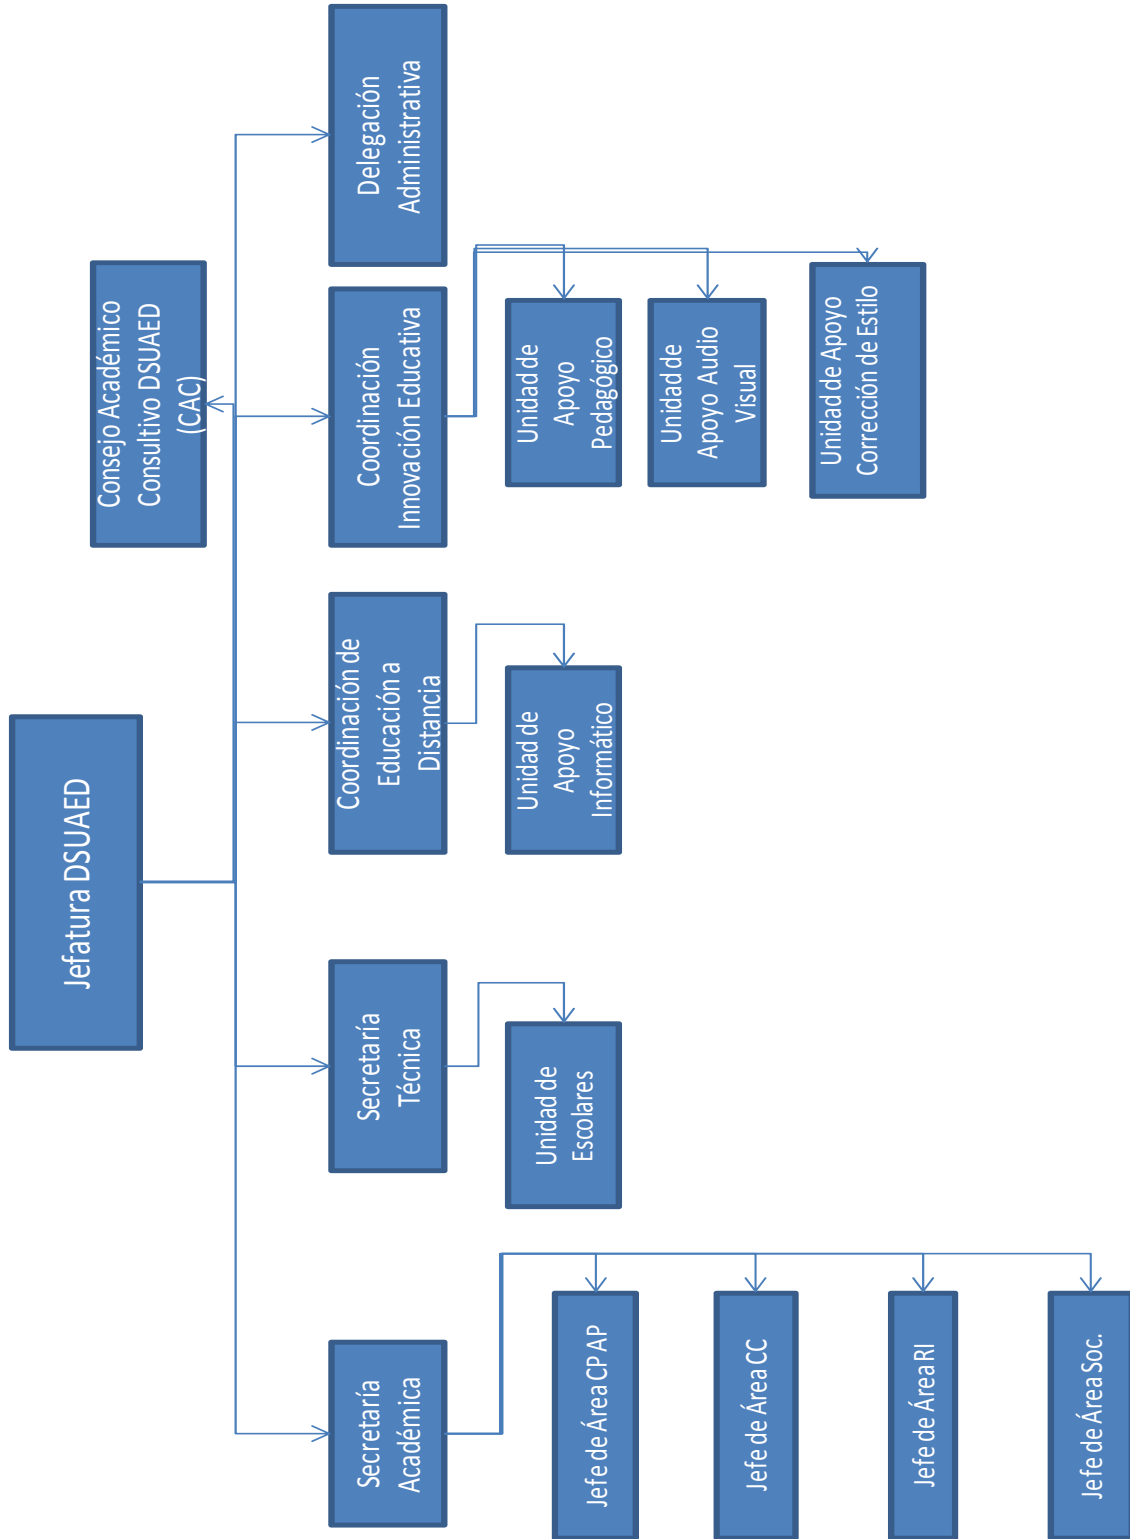 Jefatura DSUAED
Consejo Académico
Consultivo DSUAED
(CAC)
Secretaría
Académica
Secretaría
Técnica
Coordinación de
Educación a
Distancia
Coordinación
Innovación Educativa
Delegación
Administrativa
Jefe de Área CP AP
Jefe de Área CC
Jefe de Área RI
Jefe de Área Soc.
Unidad de
Escolares
Unidad de
Apoyo
Informático
Unidad de
Apoyo
Pedagógico
Unidad de
Apoyo Audio
Visual
Unidad de Apoyo
Corrección de Estilo